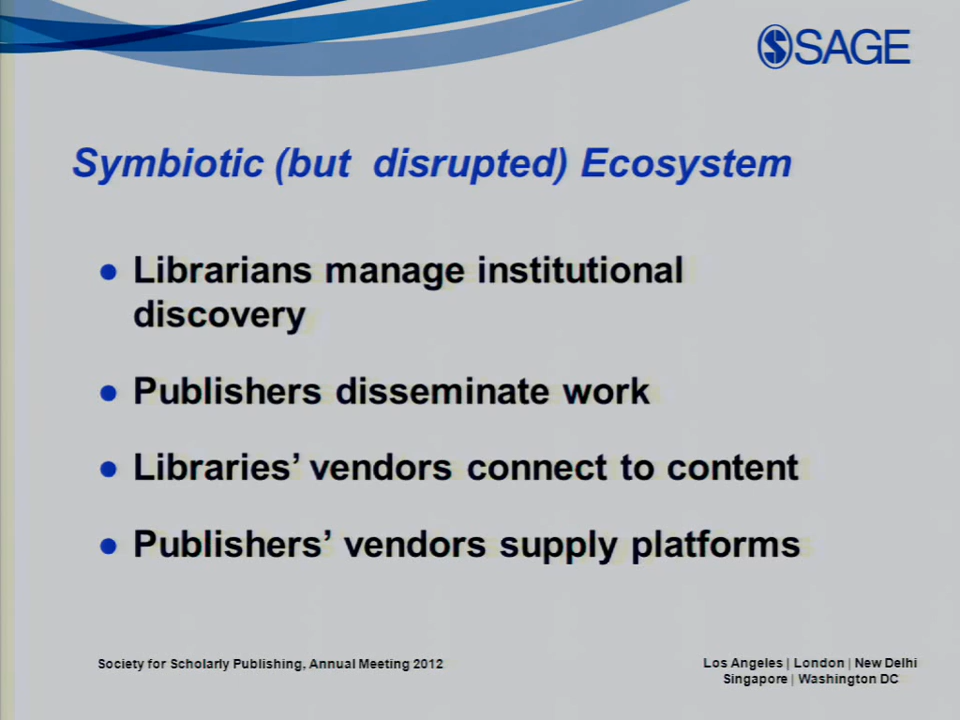 SAGE
Symbiotic (but disrupted) Ecosystem
● Librarians manage institutional
discovery
● Publishers disseminate work
● Libraries’ vendors connect to content
● Publishers’ vendors supply platforms
Society for Scholarly Publishing, Annual Meeting 2012
Los Angeles | London | New Delhi
Singapore | Washington DC